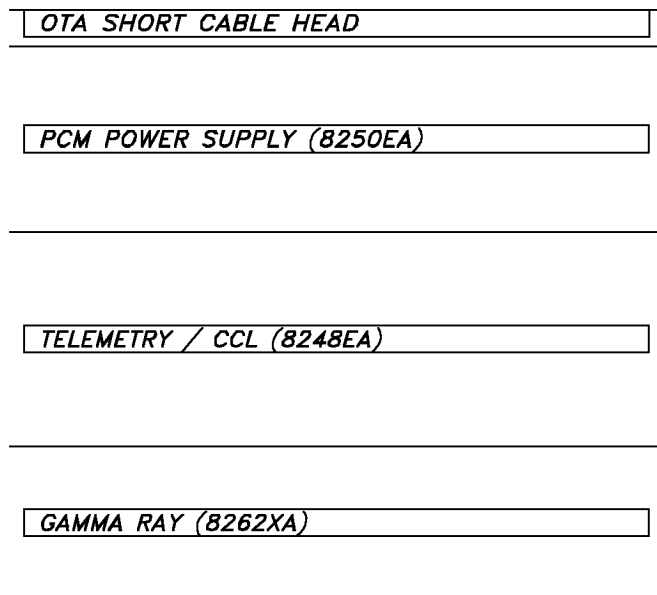 OTA SHORT CABLE HEAD
PCM POWER SUPPLY (8250EA)
TELEMETRY / CCL (8248EA)
GAMMA RAY (8262XA)